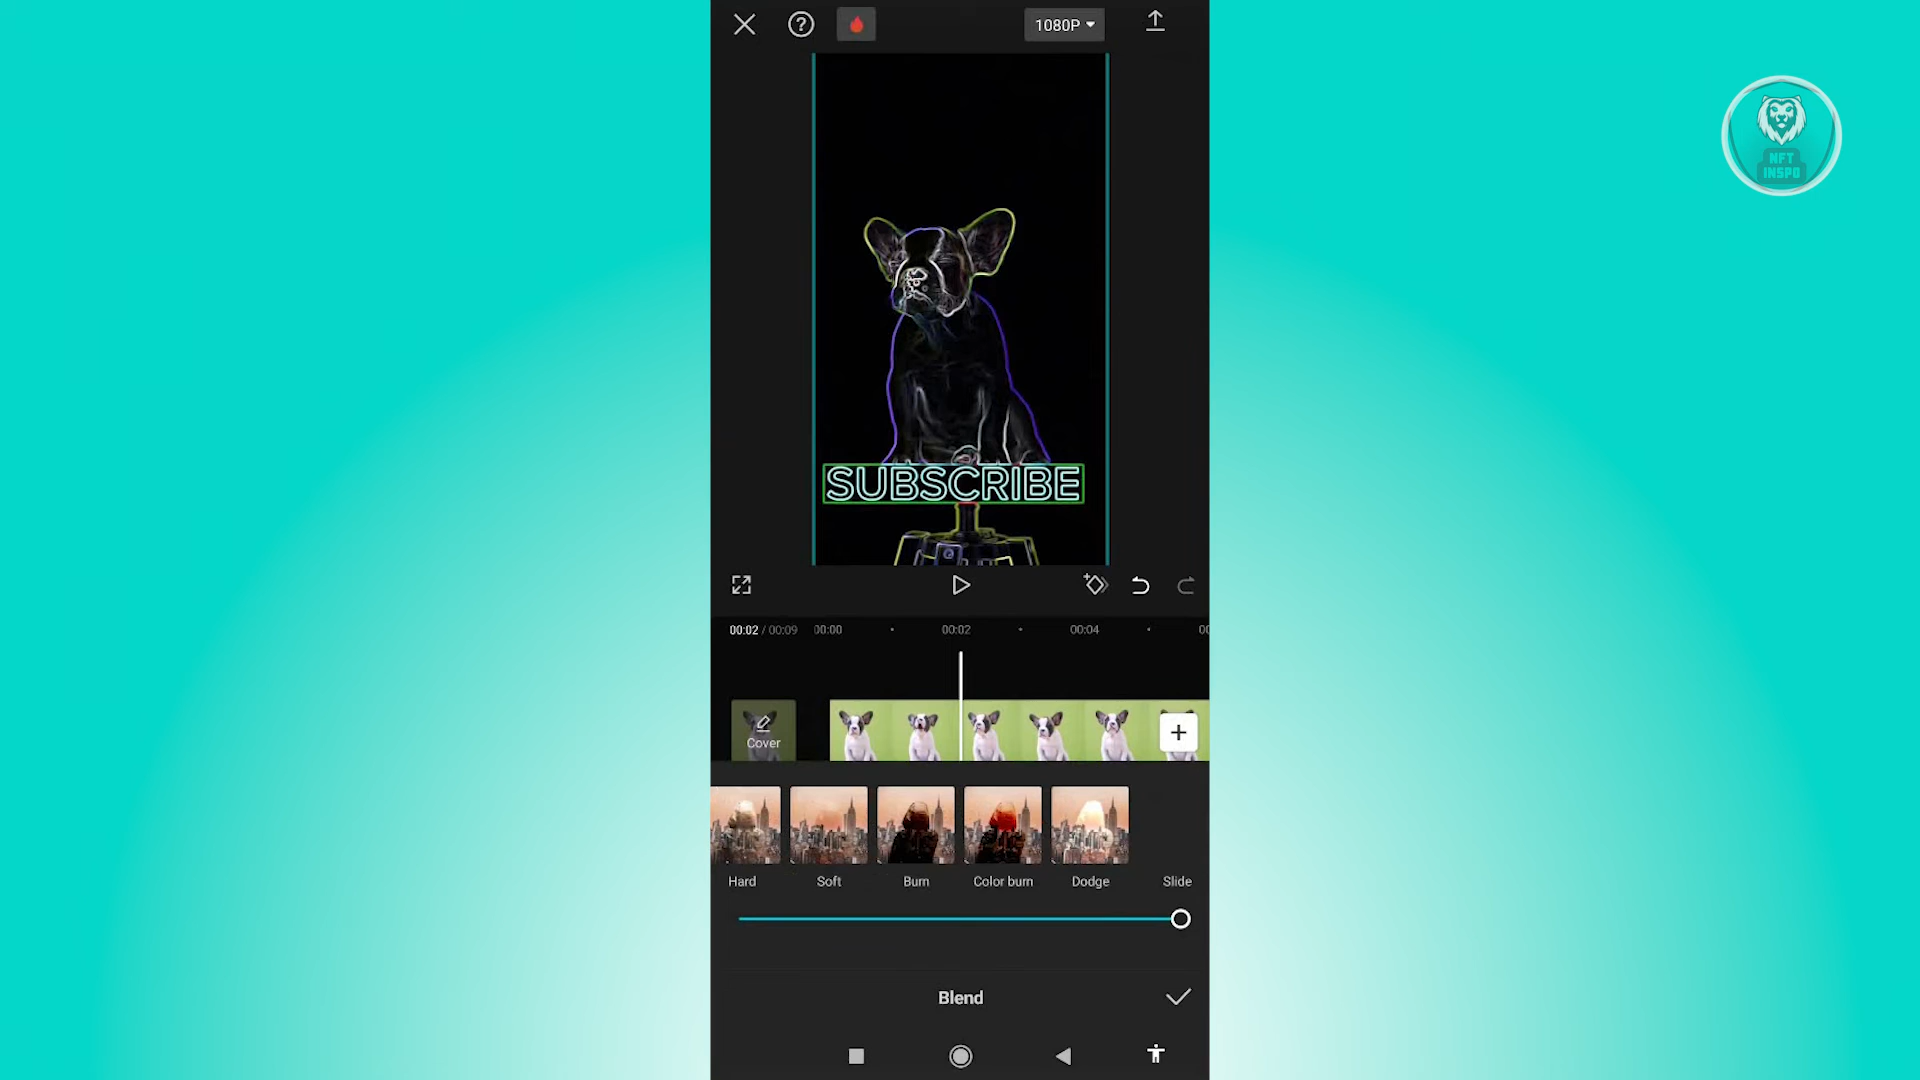 1080P
NFT
INSPO
SUBSCRIBE
00:02 / 00:09 00:00 00:02 00:04
Cover
Hard Soft Burn Color burn Dodge Slide
Blend